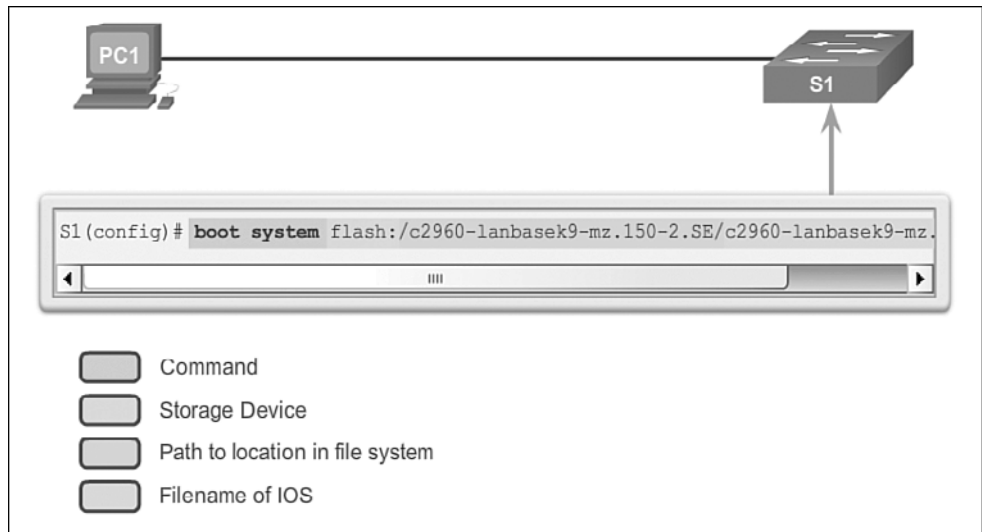 PC1
S1
S1(config)# boot system flash:/c2960-lanbasek9-mz.150-2.SE/c2960-lanbasek9-mz.
Command
Storage Device
Path to location in file system
Filename of IOS